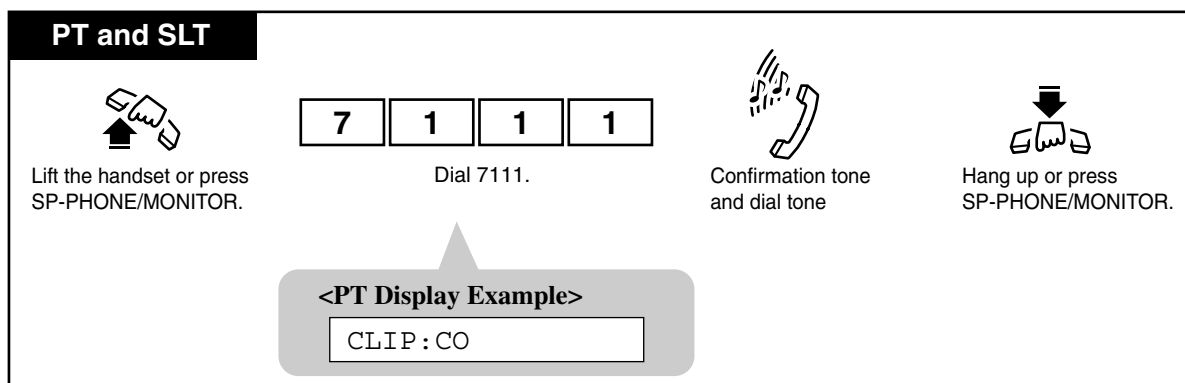 PT and SLT
7 1 1 1
Lift the handset or press
SP-PHONE/MONITOR.
Dial 7111.
Confirmation tone
and dial tone
Hang up or press
SP-PHONE/MONITOR.
<PT Display Example>
CLIP:CO